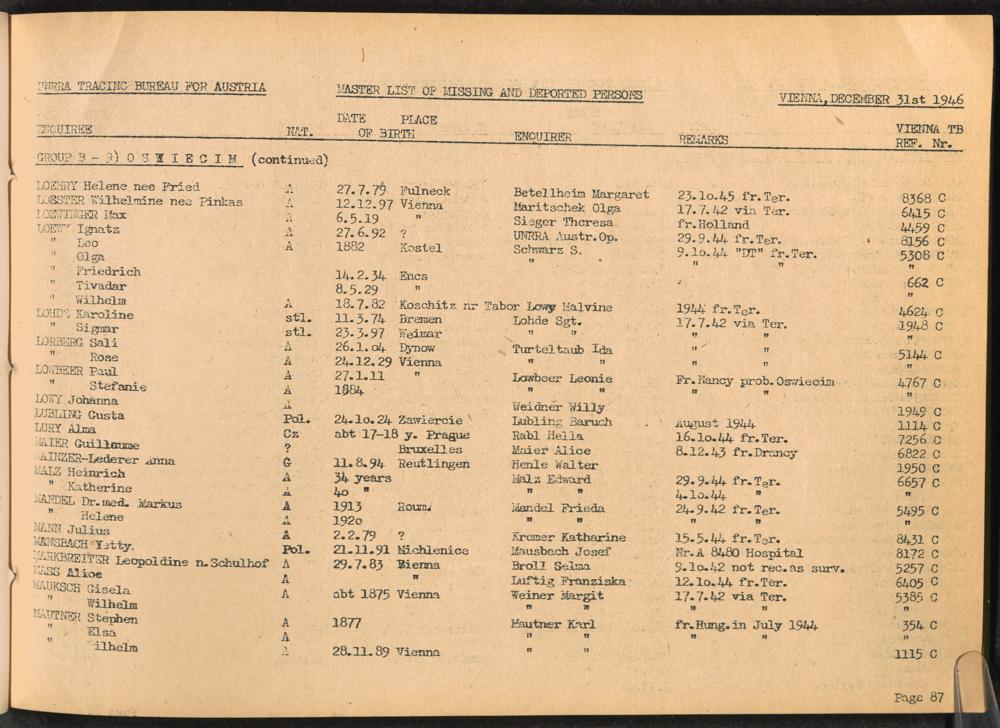 UNRRA TRACING BUREAU FOR AUSTRIA MASTER LIST OF MISSING AND DEPORTED PERSONS VIENNA,DECEMBER 31st 1946
ENQUIREE NAT. DATE OF BIRTH PLACE ENQUIRER REMARKS VIENNA TB REF. Nr.
GROUP B - 9) O S W I E C I M (continued)
LOEHRY Helene nee Fried A 27.7.79 Fulneck Betellheim Margaret 23.1o.45 fr.Ter. 8368 C
LOESTER Wilhelmine nee Pinkas A 12.12.97 Vienna Maritschek Olga 17.7.42 via Ter. 6415 C
LOEWINGER Max A 6.5.19 " Sieger Theresa fr.Holland 4459 C
LOEWY Ignatz A 27.6.92 ? UNRRA Austr.Op. 29.9.44 fr.Ter. 8156 C
" Leo A 1882 Kostel Schwarz S. 9.1o.44 "DT" fr.Ter. 5308 C
" Olga " " " "
" Friedrich 14.2.34 Encs 662 C
" Tivadar 8.5.29 " "
" Wilhelm A 18.7.82 Koschitz nr Tabor Lowy Malvine 1944 fr.Ter. 4624 C
LOHDE Karoline stl. 11.3.74 Bremen Lohde Sgt. 17.7.42 via Ter. 1948 C
" Sigmar stl. 23.3.97 Weimar " " " " "
LORBERG Sali A 26.1.o4 Dynow Turteltaub Ida " " 5144 C
" Rose A 24.12.29 Vienna " " " "
LOWBEER Paul A 27.1.11 " Lowbeer Leonie Fr.Nancy prob.Oswiecim 4767 C
" Stefanie A 1884 " " "
LOWY Johanna A Weidner Willy 1949 C
LUBLING Gusta Pol. 24.1o.24 Zawiercie Lubling Baruch August 1944 1114 C
LURY Alma Cz abt 17-18 y. Prague Rabl Hella 16.1o.44 fr.Ter. 7256 C
MAIER Guillaume ? Bruxelles Maier Alice 8.12.43 fr.Drancy 6822 C
MAINZER-Lederer Anna G 11.8.94 Reutlingen Henle Walter 1950 C
MALZ Heinrich A 34 years Malz Edward 29.9.44 fr.Ter. 6657 C
" Katherine A 4o " " " 4.1o.44 " "
MANDEL Dr.med. Markus A 1913 Roum. Mandel Frieda 24.9.42 fr.Ter. 5495 C
" Helene A 192o " " " " "
MANN Julius A 2.2.79 ? Kremer Katharine 15.5.44 fr.Ter. 8431 C
MANSBACH Yetty Pol. 21.11.91 Michlenice Mausbach Josef Nr.A 8480 Hospital 8172 C
MARKBREITER Leopoldine n.Schulhof A 29.7.83 Vienna Broll Selma 9.1o.42 not rec.as surv. 5257 C
MASS Alice A " Luftig Franziska 12.1o.44 fr.Ter. 6405 C
MAUKSCH Gisela A abt 1875 Vienna Weiner Margit 17.7.42 via Ter. 5385 C
" Wilhelm " " " " "
MAUTNER Stephen A 1877 Mautner Karl fr.Hung.in July 1944 354 C
" Elsa A " " " " "
" Wilhelm A 28.11.89 Vienna " " 1115 C
Page 87